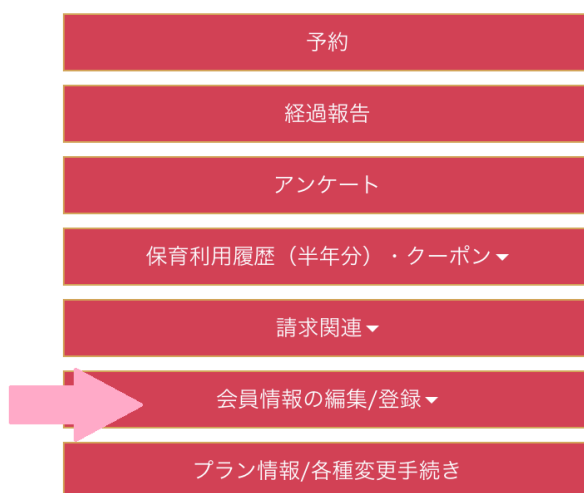 予約
経過報告
アンケート
保育利用履歴（半年分）・クーポン
請求関連
会員情報の編集/登録
プラン情報/各種変更手続き